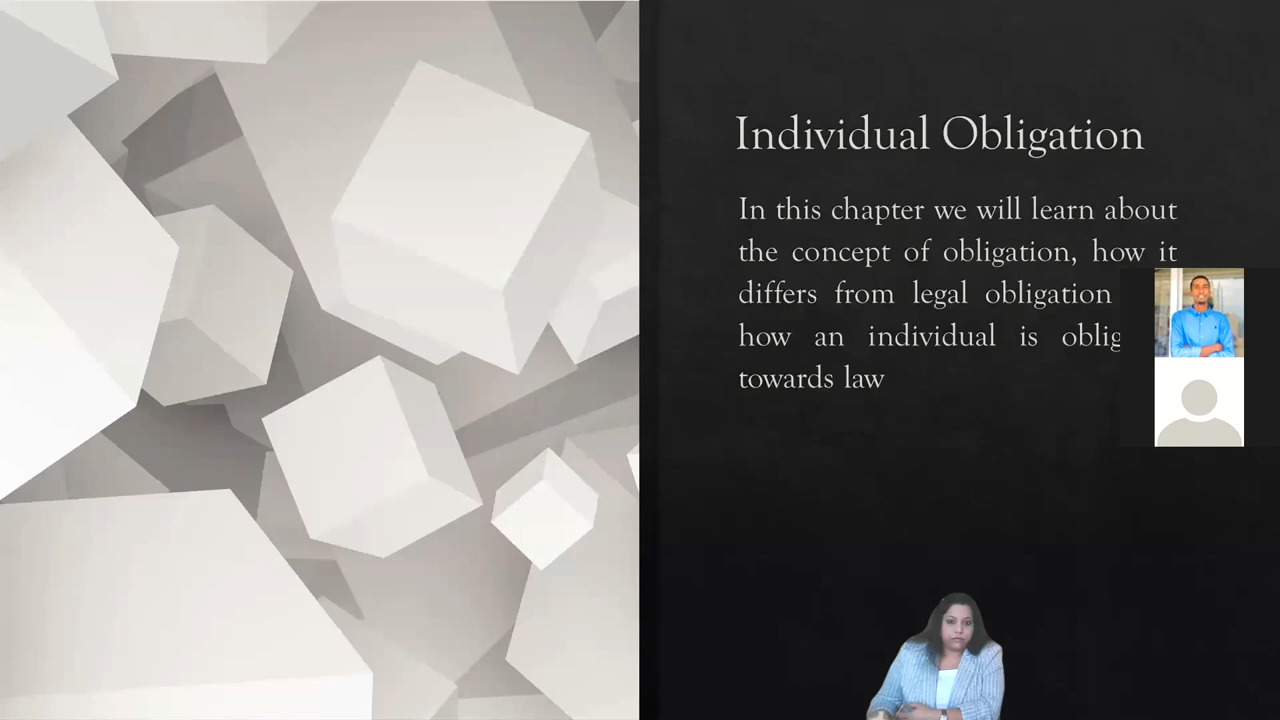 Individual Obligation
In this chapter we will learn about
the concept of obligation, how it
differs from legal obligation
how an individual is oblig
towards law